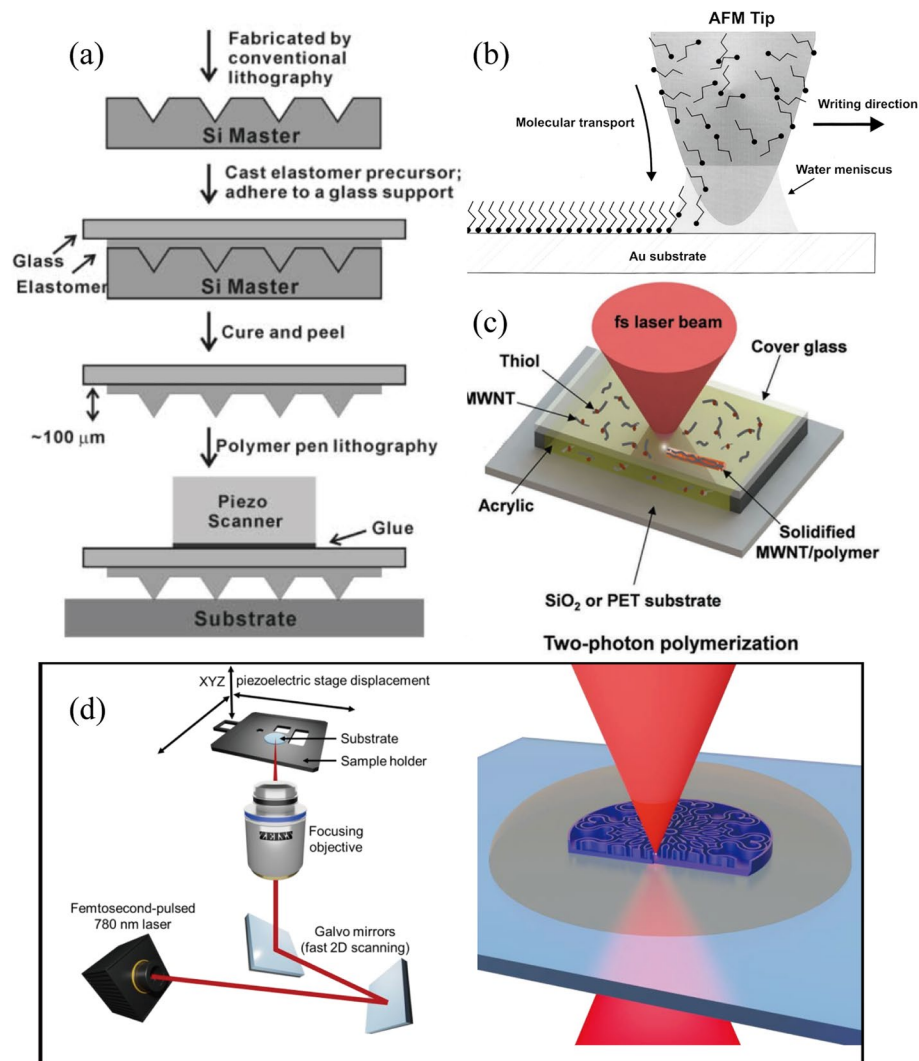 (a)
Fabricated by
conventional
lithography
Si Master
Cast elastomer precursor;
adhere to a glass support
Glass
Elastomer
Si Master
Cure and peel
~100 μm
Polymer pen lithography
Piezo
Scanner
Glue
Substrate
(b)
AFM Tip
Molecular transport
Writing direction
Water meniscus
Au substrate
(c)
fs laser beam
Cover glass
Thiol
MWNT
Acrylic
Solidified
MWNT/polymer
SiO₂ or PET substrate
Two-photon polymerization
(d)
XYZ
piezoelectric stage displacement
Substrate
Sample holder
ZEISS
Focusing
objective
Femtosecond-pulsed
780 nm laser
Galvo mirrors
(fast 2D scanning)